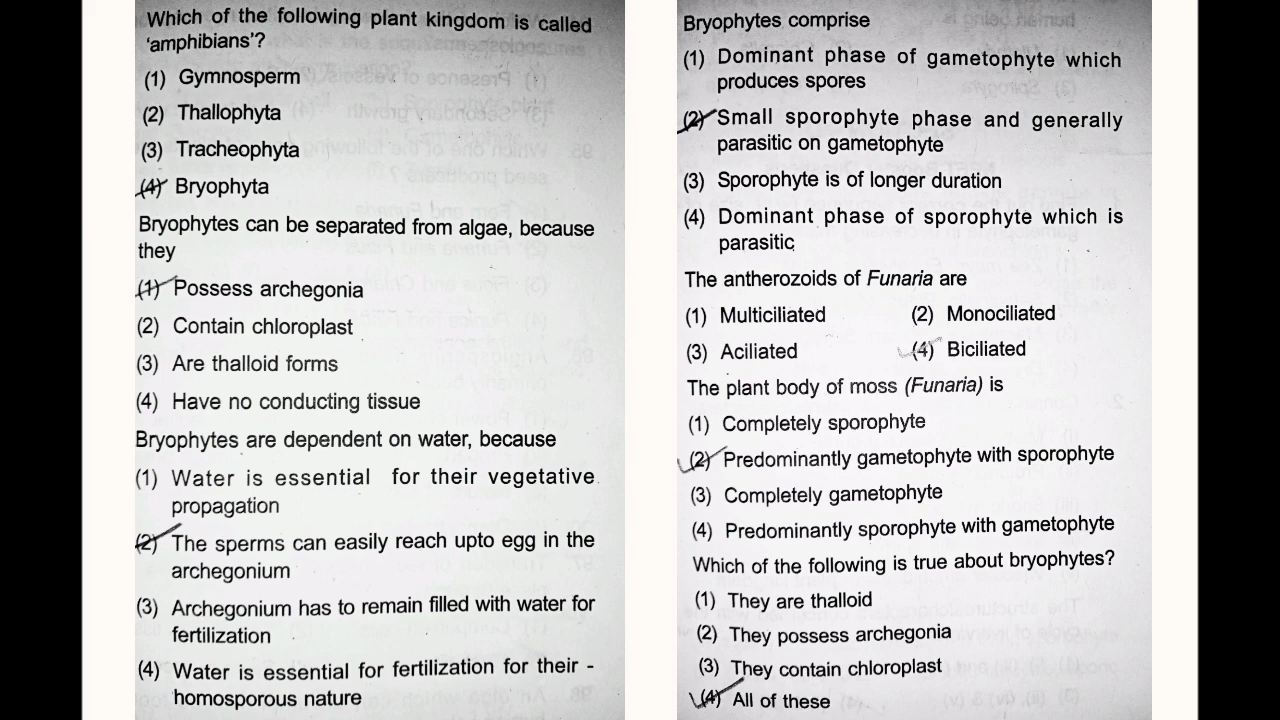 Which of the following plant kingdom is called
'amphibians'?
(1) Gymnosperm
(2) Thallophyta
(3) Tracheophyta
(4) Bryophyta
Bryophytes can be separated from algae, because
they
(1) Possess archegonia
(2) Contain chloroplast
(3) Are thalloid forms
(4) Have no conducting tissue
Bryophytes are dependent on water, because
(1) Water is essential for their vegetative
propagation
(2) The sperms can easily reach upto egg in the
archegonium
(3) Archegonium has to remain filled with water for
fertilization
(4) Water is essential for fertilization for their -
homosporous nature
Bryophytes comprise
(1) Dominant phase of gametophyte which
produces spores
(2) Small sporophyte phase and generally
parasitic on gametophyte
(3) Sporophyte is of longer duration
(4) Dominant phase of sporophyte which is
parasitic
The antherozoids of Funaria are
(1) Multiciliated (2) Monociliated
(3) Aciliated (4) Biciliated
The plant body of moss (Funaria) is
(1) Completely sporophyte
(2) Predominantly gametophyte with sporophyte
(3) Completely gametophyte
(4) Predominantly sporophyte with gametophyte
Which of the following is true about bryophytes?
(1) They are thalloid
(2) They possess archegonia
(3) They contain chloroplast
(4) All of these